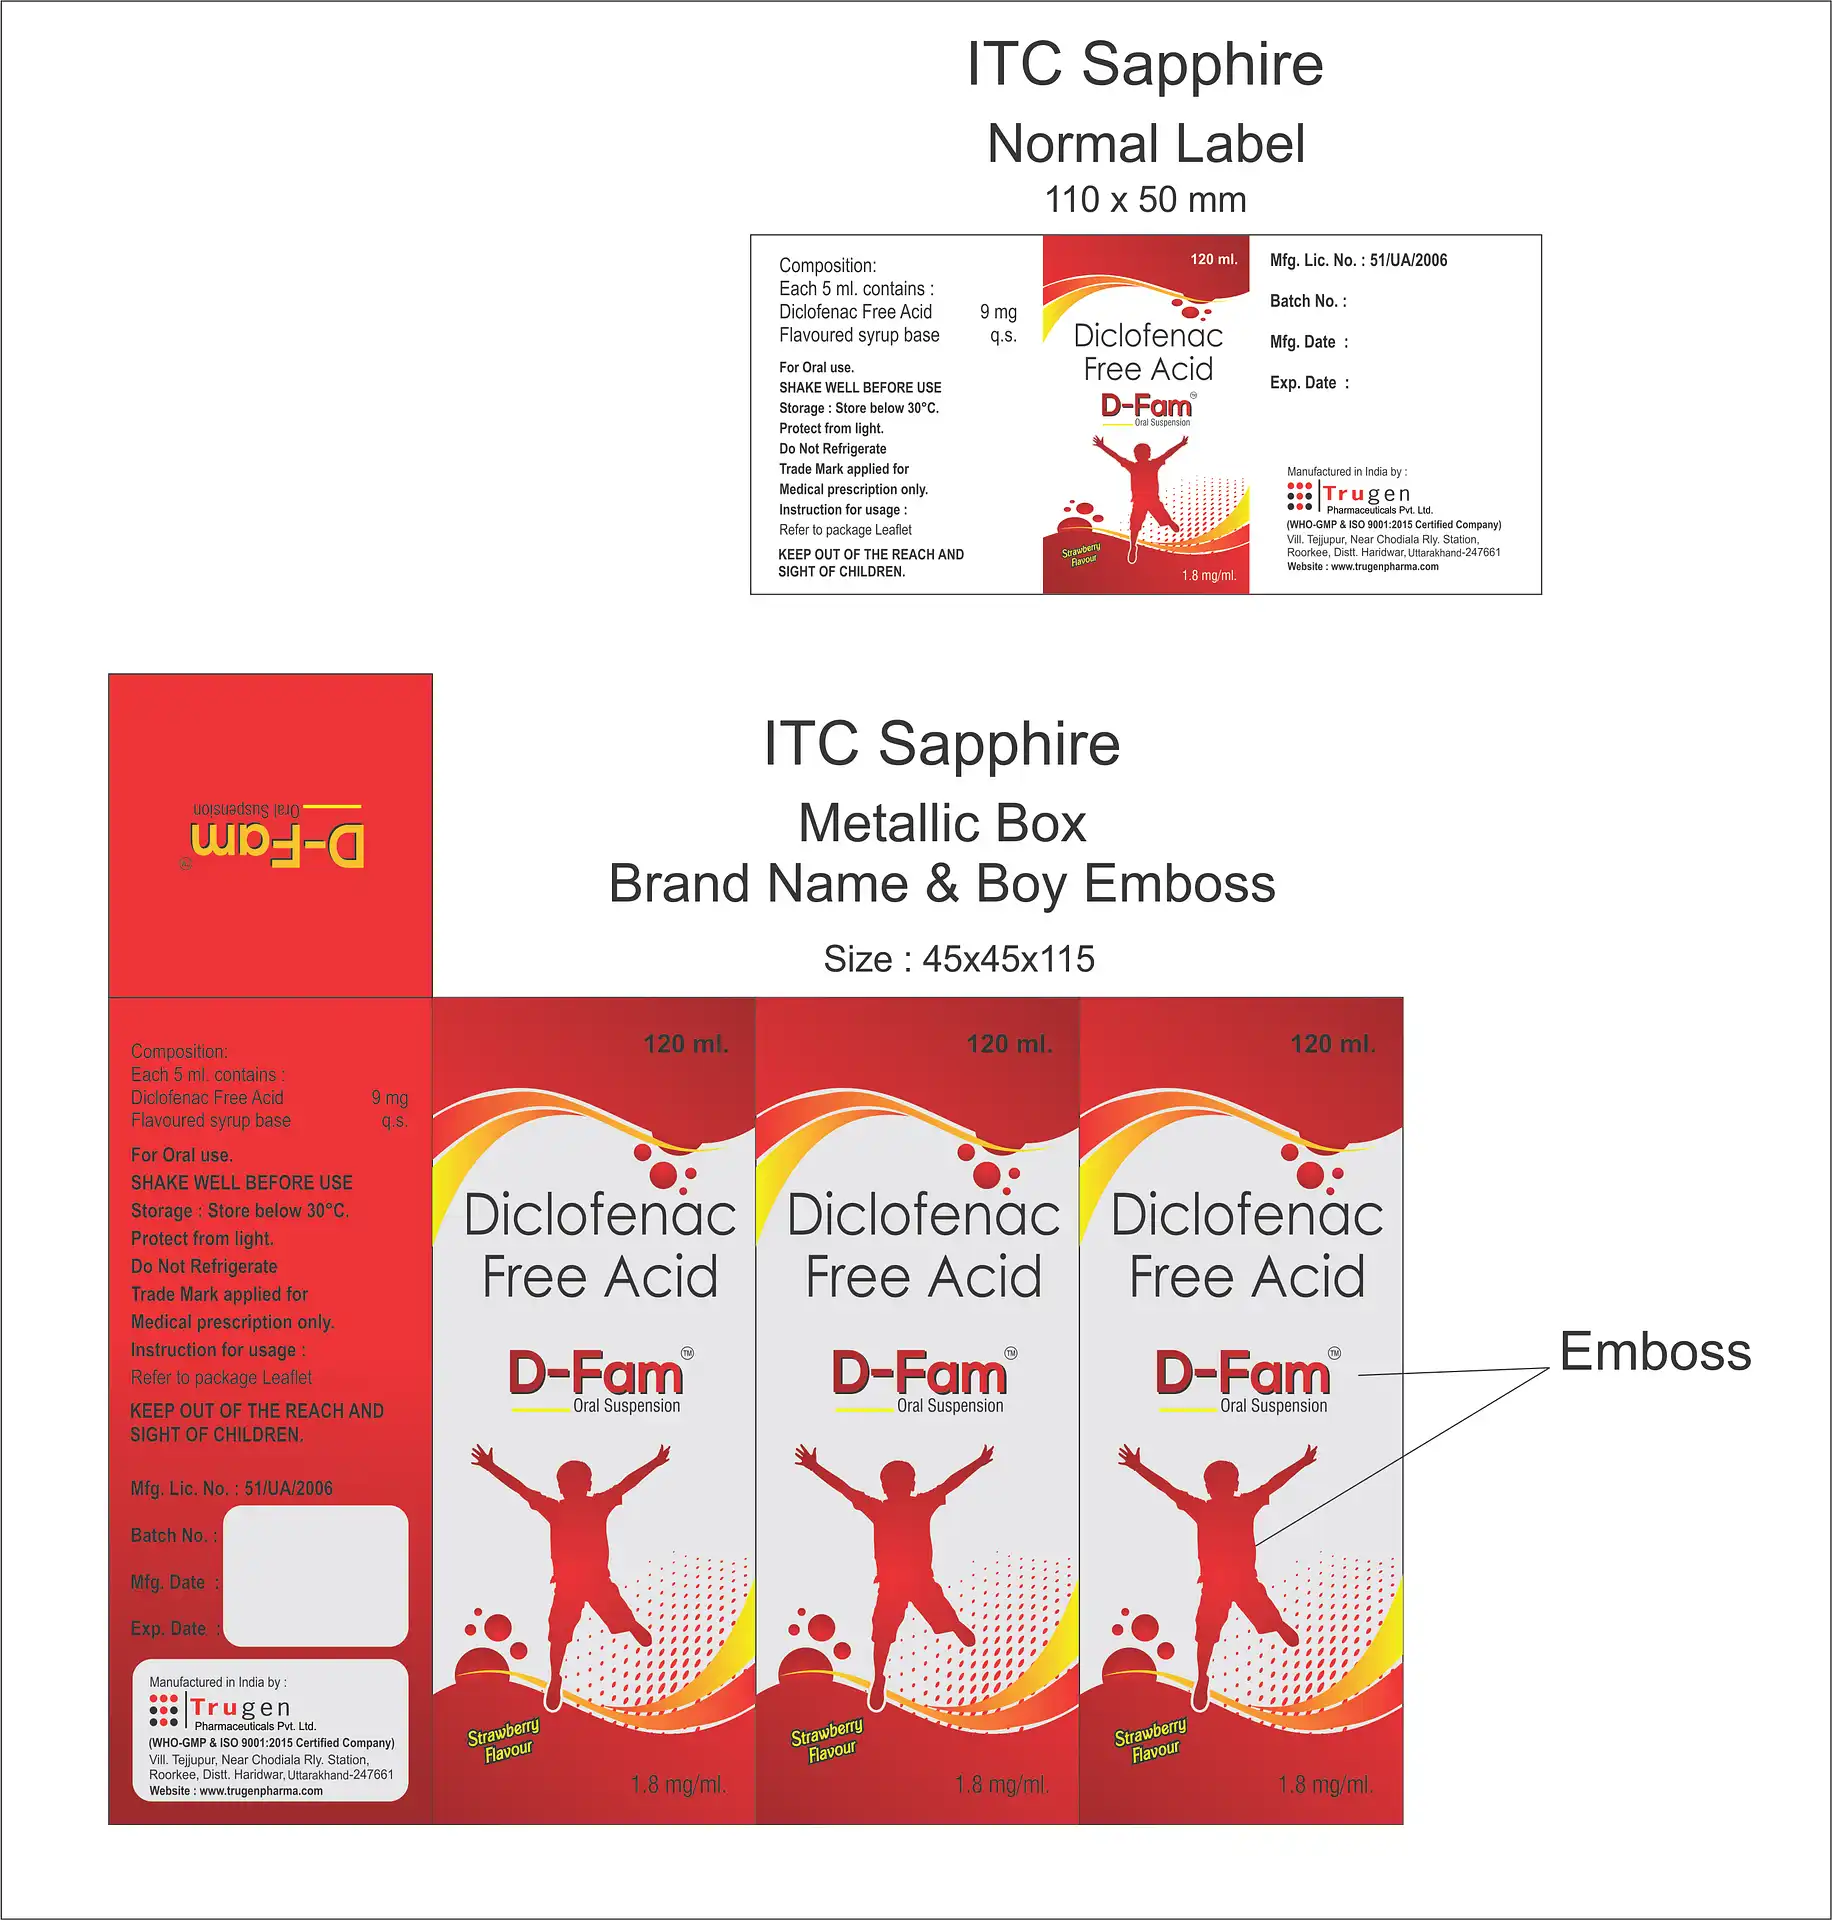 ITC Sapphire
Normal Label
110 x 50 mm
Composition:
Each 5 ml. contains :
Diclofenac Free Acid 9 mg
Flavoured syrup base q.s.
For Oral use.
SHAKE WELL BEFORE USE
Storage : Store below 30°C.
Protect from light.
Do Not Refrigerate
Trade Mark applied for
Medical prescription only.
Instruction for usage :
Refer to package Leaflet
KEEP OUT OF THE REACH AND
SIGHT OF CHILDREN.
120 ml.
Diclofenac
Free Acid
D-Fam™
Oral Suspension
Strawberry
Flavour
1.8 mg/ml.
Mfg. Lic. No. : 51/UA/2006
Batch No. :
Mfg. Date :
Exp. Date :
Manufactured in India by :
Trugen
Pharmaceuticals Pvt. Ltd.
(WHO-GMP & ISO 9001:2015 Certified Company)
Vill. Tejjupur, Near Chodiala Rly. Station,
Roorkee, Distt. Haridwar, Uttarakhand-247661
Website : www.trugenpharma.com
D-Fam™
Oral Suspension
ITC Sapphire
Metallic Box
Brand Name & Boy Emboss
Size : 45x45x115
Composition:
Each 5 ml. contains :
Diclofenac Free Acid 9 mg
Flavoured syrup base q.s.
For Oral use.
SHAKE WELL BEFORE USE
Storage : Store below 30°C.
Protect from light.
Do Not Refrigerate
Trade Mark applied for
Medical prescription only.
Instruction for usage :
Refer to package Leaflet
KEEP OUT OF THE REACH AND
SIGHT OF CHILDREN.
Mfg. Lic. No. : 51/UA/2006
Batch No. :
Mfg. Date :
Exp. Date :
Manufactured in India by :
Trugen
Pharmaceuticals Pvt. Ltd.
(WHO-GMP & ISO 9001:2015 Certified Company)
Vill. Tejjupur, Near Chodiala Rly. Station,
Roorkee, Distt. Haridwar, Uttarakhand-247661
Website : www.trugenpharma.com
120 ml.
Diclofenac
Free Acid
D-Fam™
Oral Suspension
Strawberry
Flavour
1.8 mg/ml.
120 ml.
Diclofenac
Free Acid
D-Fam™
Oral Suspension
Strawberry
Flavour
1.8 mg/ml.
120 ml.
Diclofenac
Free Acid
D-Fam™
Oral Suspension
Strawberry
Flavour
1.8 mg/ml.
Emboss